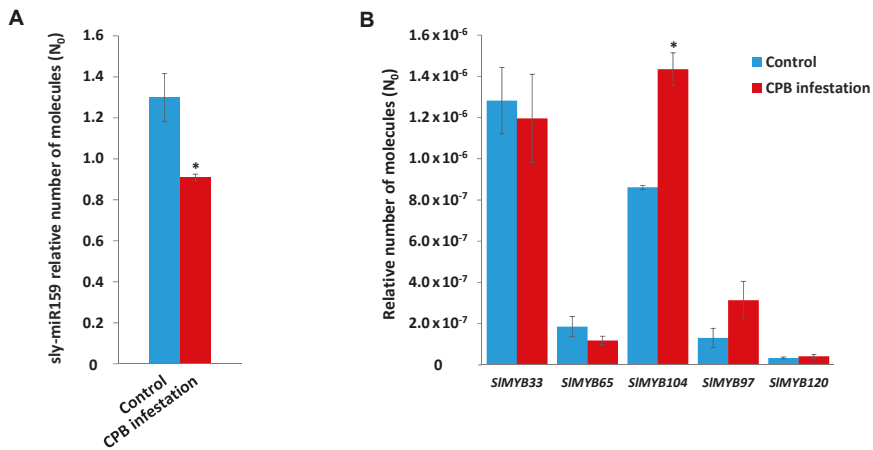 A
sly-miR159 relative number of molecules (N₀)
1.6
1.4
1.2
1.0
0.8
0.6
0.4
0.2
0
*
Control
CPB infestation
B
Relative number of molecules (N₀)
1.6 x 10⁻⁶
1.4 x 10⁻⁶
1.2 x 10⁻⁶
1.0 x 10⁻⁶
8.0 x 10⁻⁷
6.0 x 10⁻⁷
4.0 x 10⁻⁷
2.0 x 10⁻⁷
0
*
Control
CPB infestation
SlMYB33
SlMYB65
SlMYB104
SlMYB97
SlMYB120